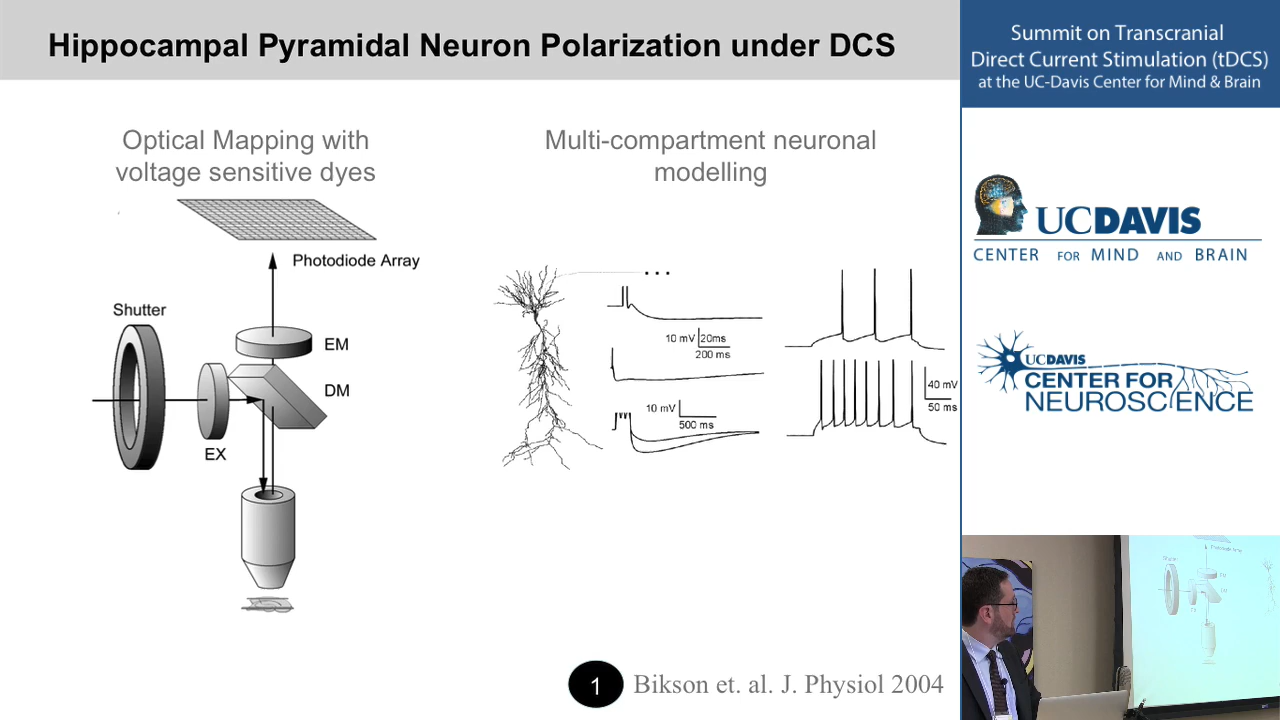 Hippocampal Pyramidal Neuron Polarization under DCS
Optical Mapping with
voltage sensitive dyes
Photodiode Array
Shutter
EM
DM
EX
Multi-compartment neuronal
modelling
10 mV
20ms
200 ms
10 mV
500 ms
40 mV
50 ms
1
Bikson et. al. J. Physiol 2004
Summit on Transcranial
Direct Current Stimulation (tDCS)
at the UC-Davis Center for Mind & Brain
UCDAVIS
CENTER FOR MIND AND BRAIN
UCDAVIS
CENTER FOR
NEUROSCIENCE
Photodiode Array